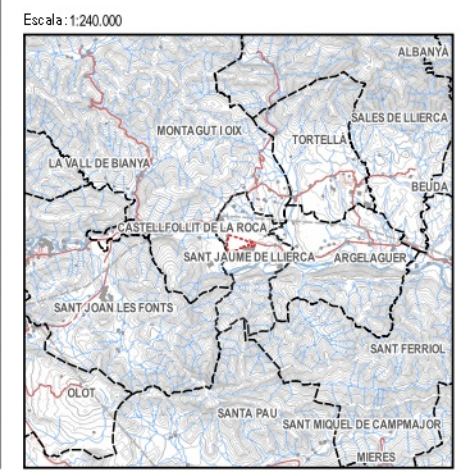 Escala: 1:240.000
ALBANYÀ
SALES DE LLIERCA
MONTAGUT I OIX
TORTELLÀ
LA VALL DE BIANYA
BEUDA
CASTELLFOLLIT DE LA ROCA
SANT JAUME DE LLIERCA
ARGELAGUER
SANT JOAN LES FONTS
SANT FERRIOL
OLOT
SANTA PAU
SANT MIQUEL DE CAMPMAJOR
MIERES